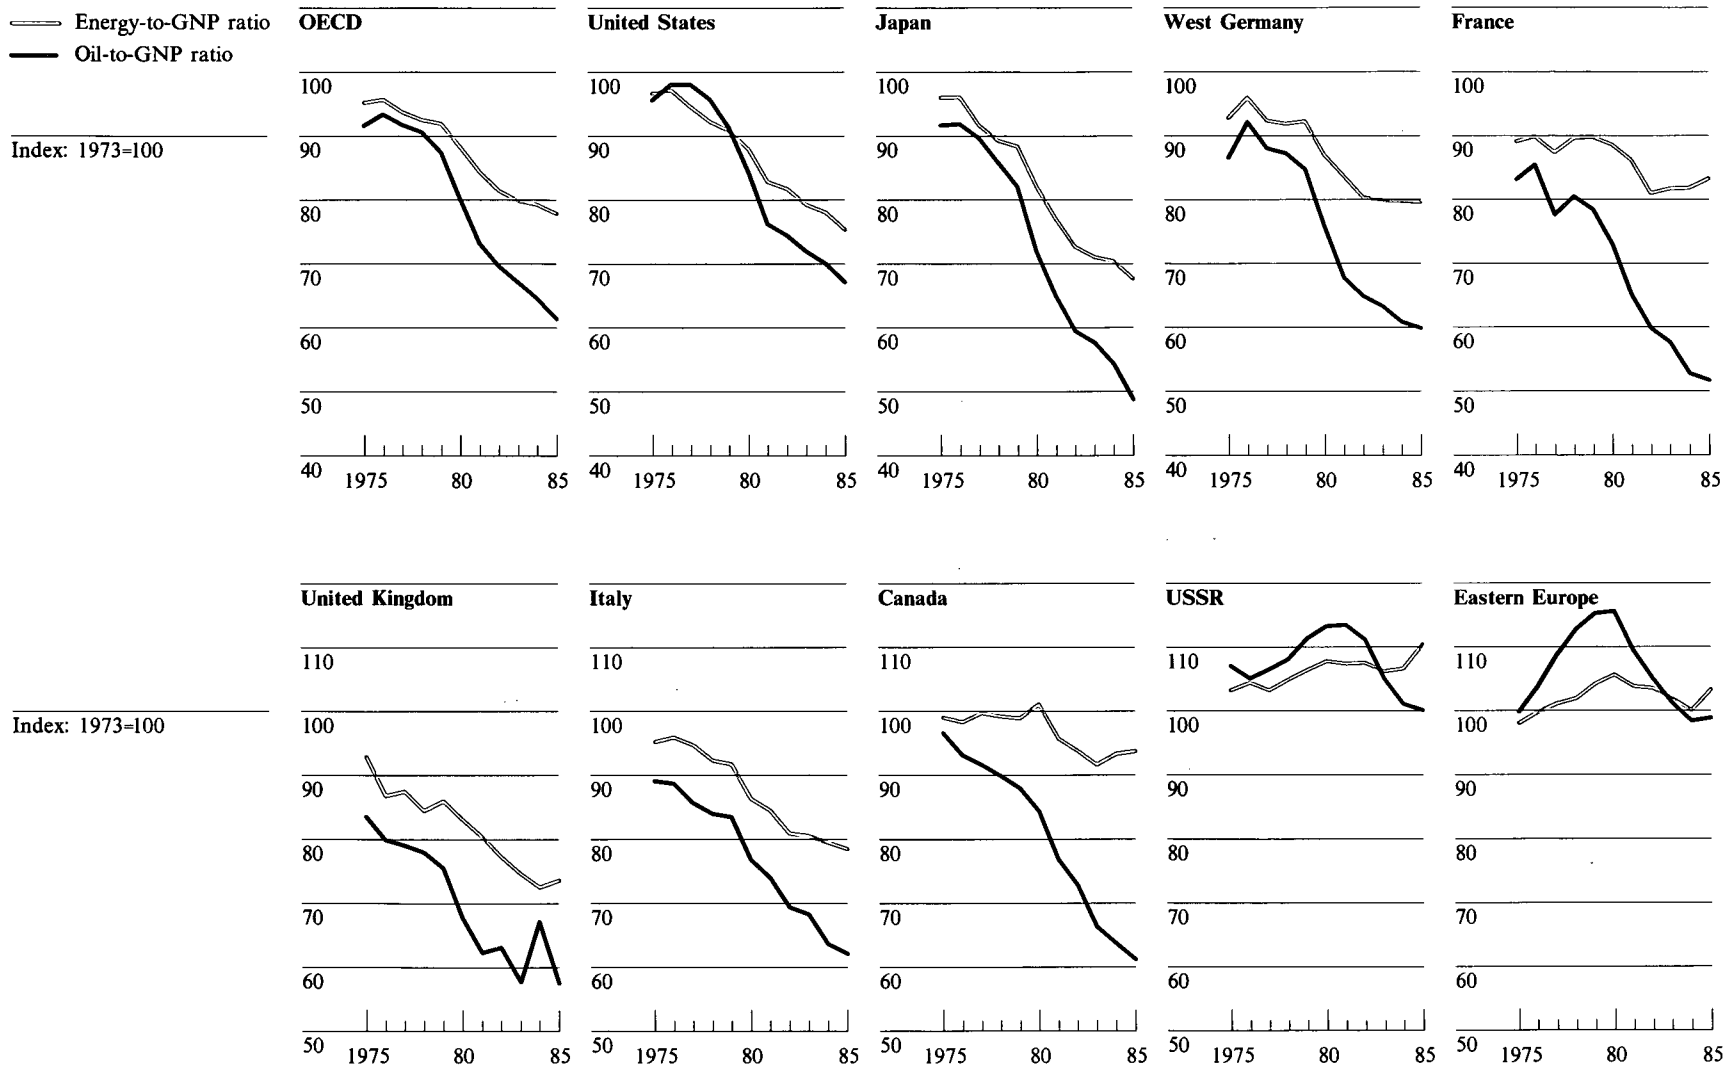 Energy-to-GNP ratio
Oil-to-GNP ratio
OECD United States Japan West Germany France
100 100 100 100 100
Index: 1973=100
90 90 90 90 90
80 80 80 80 80
70 70 70 70 70
60 60 60 60 60
50 50 50 50 50
40 40 40 40 40
1975 80 85 1975 80 85 1975 80 85 1975 80 85 1975 80 85
United Kingdom Italy Canada USSR Eastern Europe
110 110 110 110 110
Index: 1973=100
100 100 100 100 100
90 90 90 90 90
80 80 80 80 80
70 70 70 70 70
60 60 60 60 60
50 50 50 50 50
1975 80 85 1975 80 85 1975 80 85 1975 80 85 1975 80 85